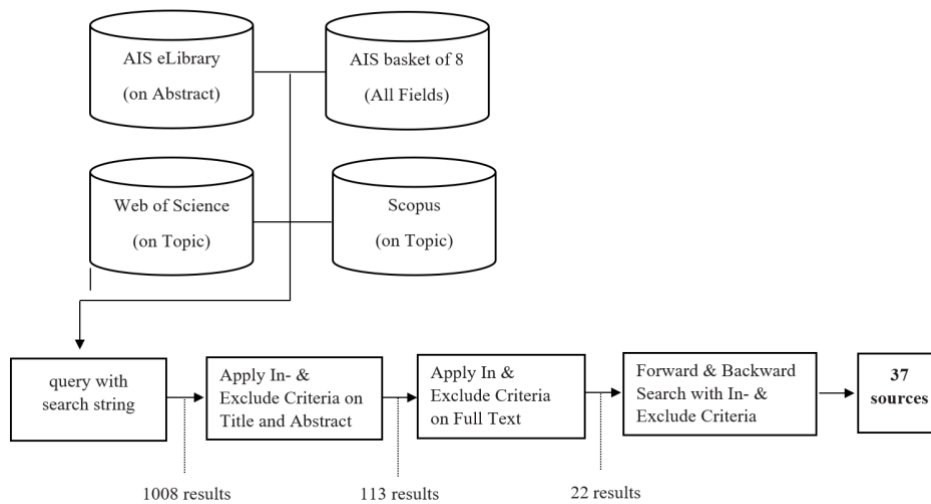 AIS eLibrary
(on Abstract)
AIS basket of 8
(All Fields)
Web of Science
(on Topic)
Scopus
(on Topic)
query with
search string
Apply In- &
Exclude Criteria on
Title and Abstract
Apply In &
Exclude Criteria
on Full Text
Forward & Backward
Search with In- &
Exclude Criteria
37
sources
1008 results
113 results
22 results